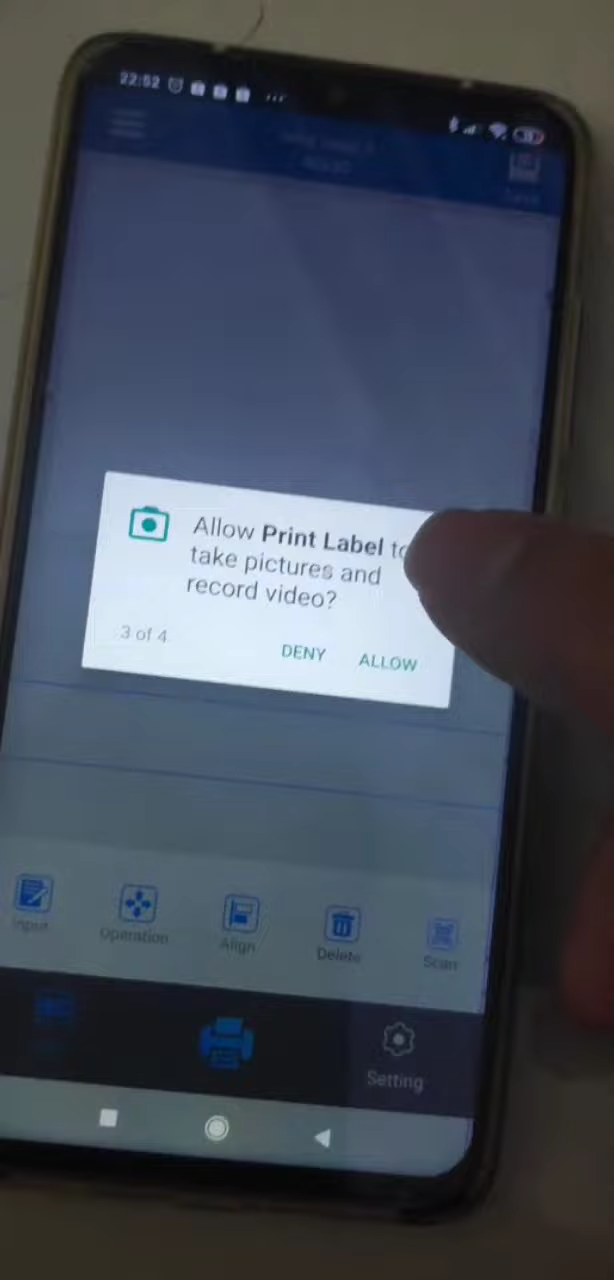 22:52
Allow Print Label to
take pictures and
record video?
3 of 4
DENY ALLOW
Input Operation Align Delete Scan
Setting